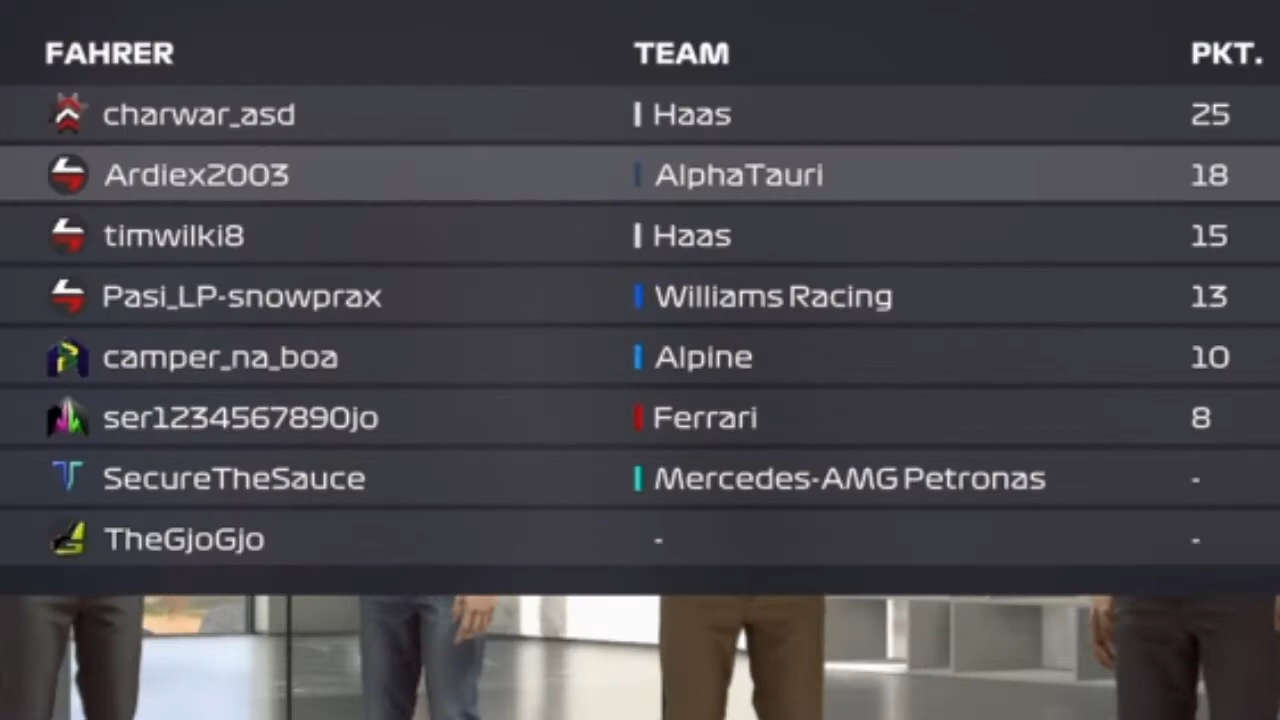 FAHRER TEAM PKT.
charwar_asd Haas 25
Ardiex2003 AlphaTauri 18
timwilki8 Haas 15
Pasi_LP-snowprax Williams Racing 13
camper_na_boa Alpine 10
ser1234567890jo Ferrari 8
SecureTheSauce Mercedes-AMG Petronas -
TheGjoGjo - -